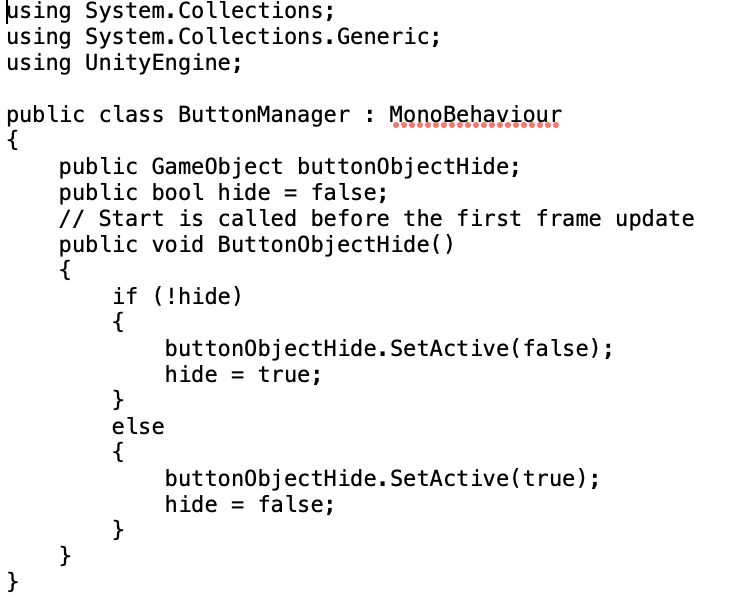 using System.Collections;
using System.Collections.Generic;
using UnityEngine;

public class ButtonManager : MonoBehaviour
{
    public GameObject buttonObjectHide;
    public bool hide = false;
    // Start is called before the first frame update
    public void ButtonObjectHide()
    {
        if (!hide)
        {
            buttonObjectHide.SetActive(false);
            hide = true;
        }
        else
        {
            buttonObjectHide.SetActive(true);
            hide = false;
        }
    }
}